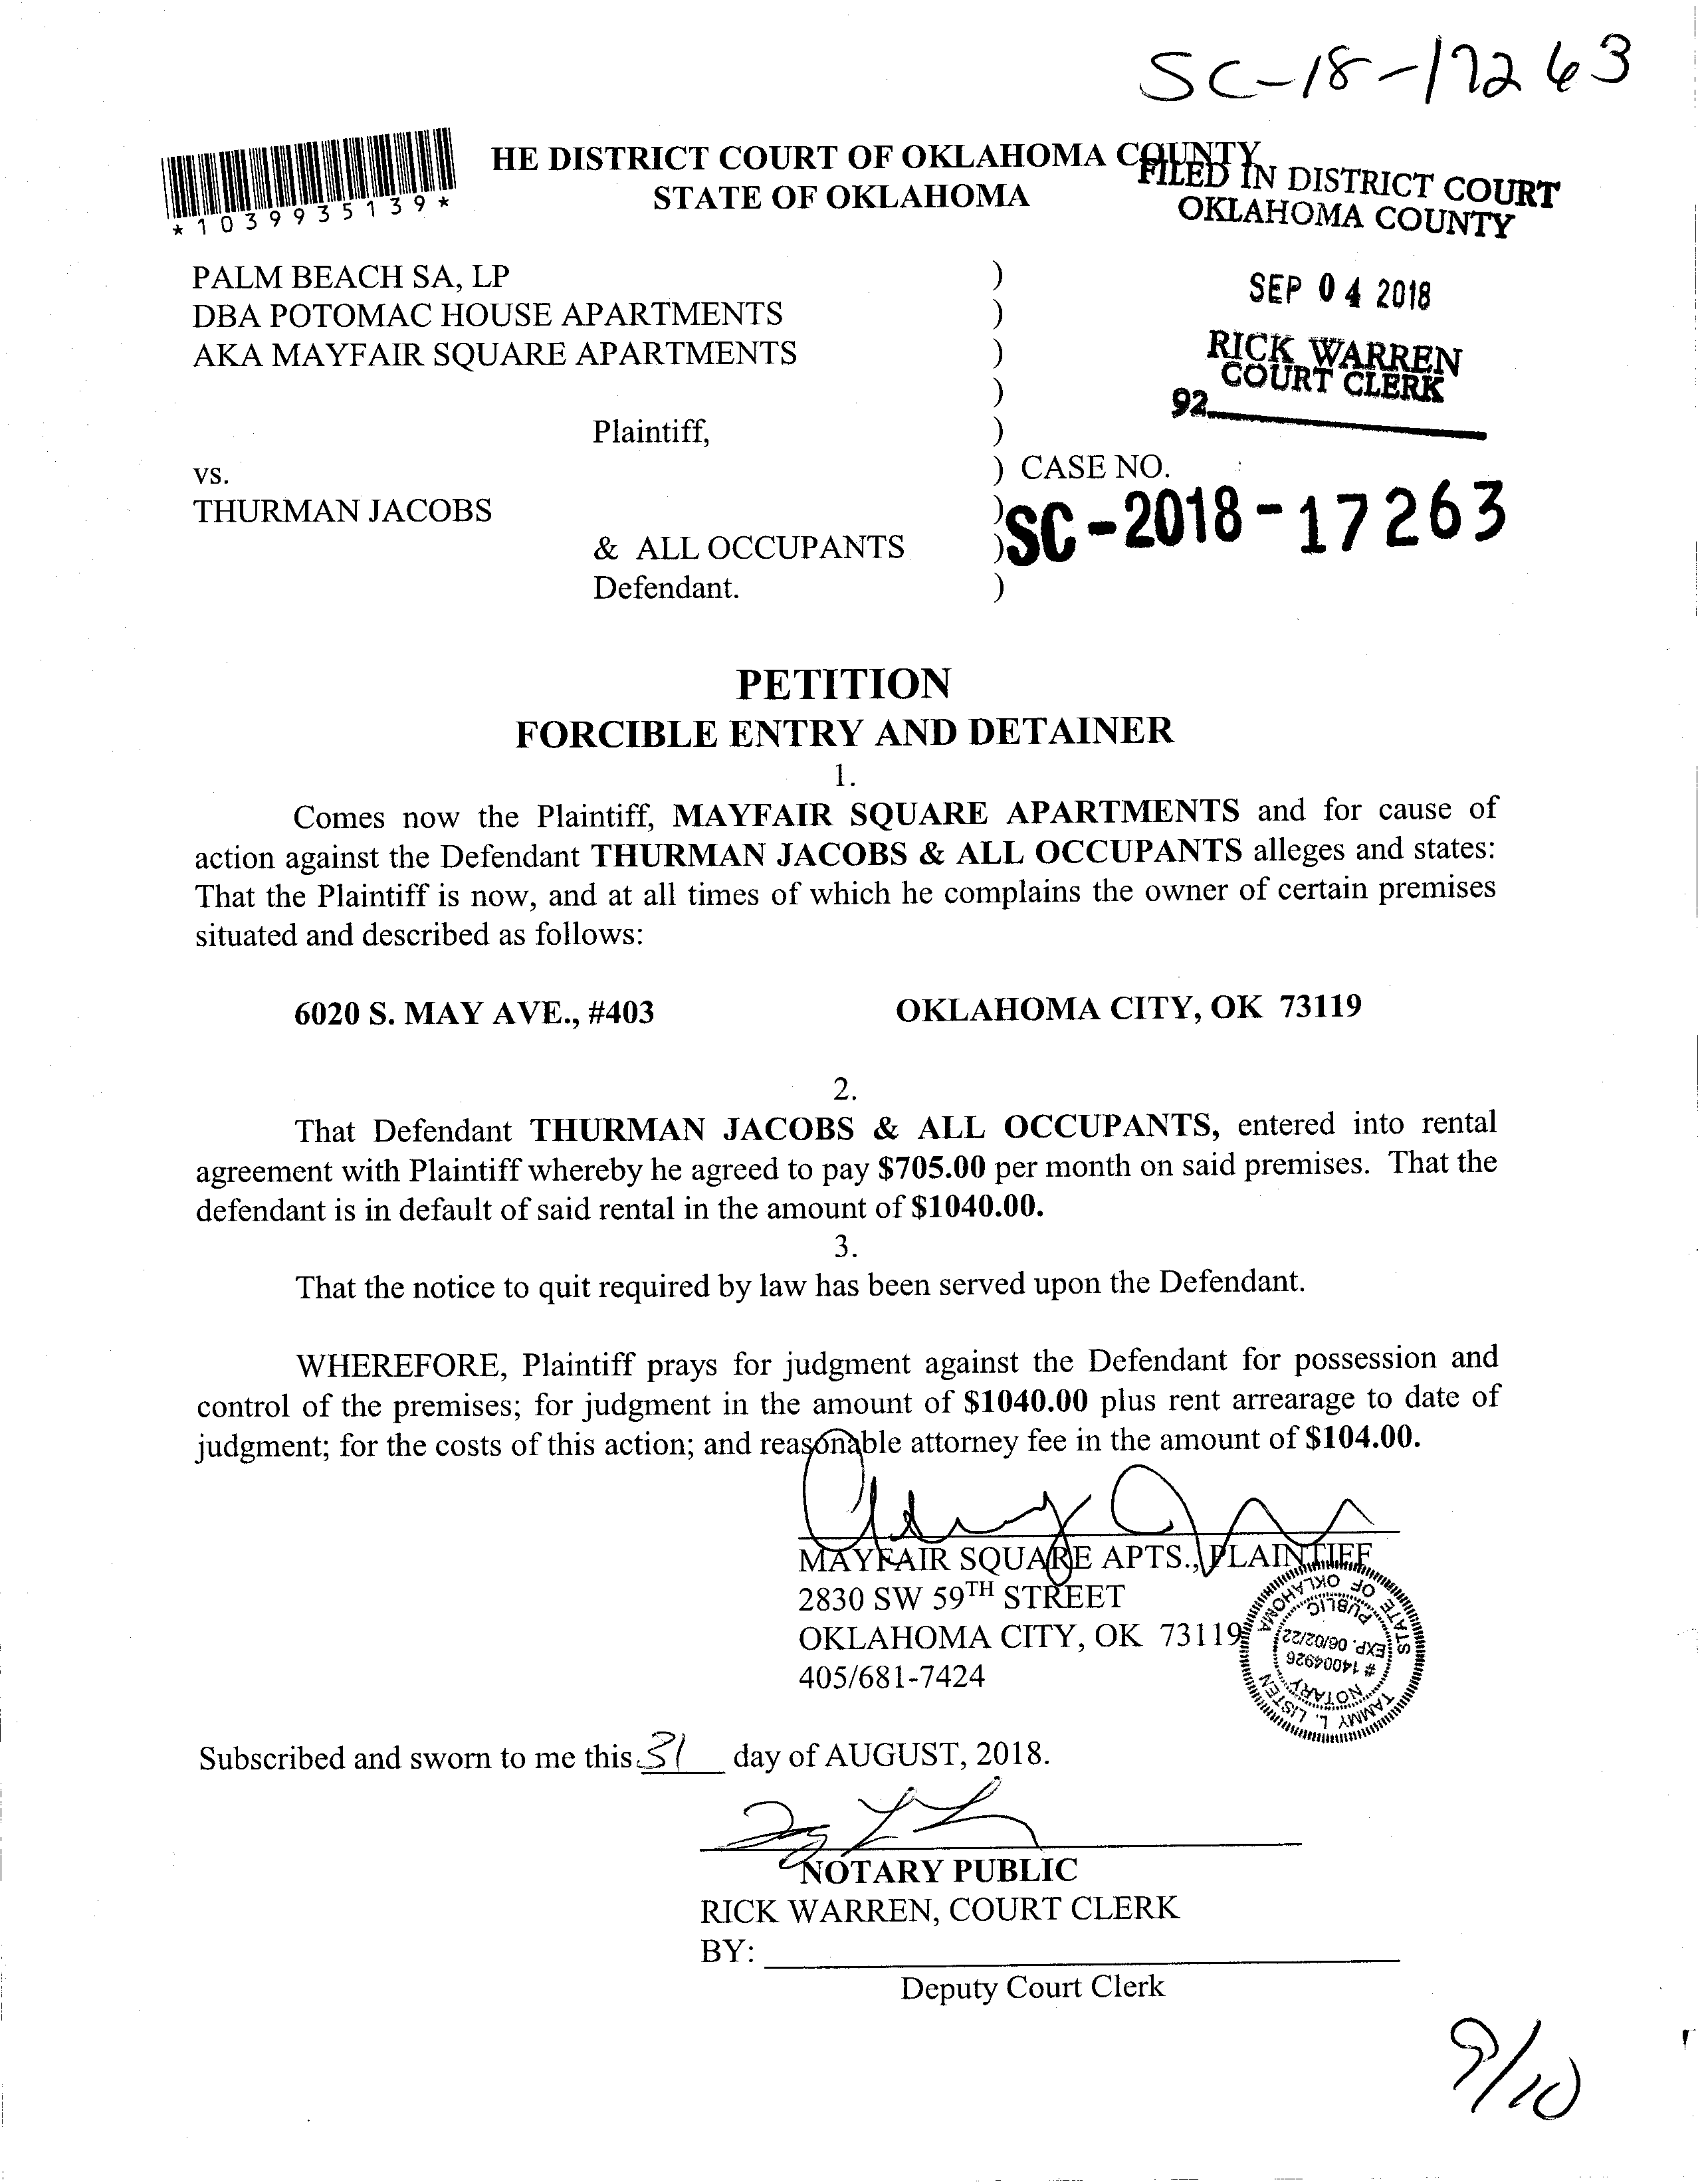 SC-18-17263
*1039935139*
HE DISTRICT COURT OF OKLAHOMA COUNTY
STATE OF OKLAHOMA
FILED IN DISTRICT COURT
OKLAHOMA COUNTY
SEP 04 2018
RICK WARREN
COURT CLERK
92
PALM BEACH SA, LP )
DBA POTOMAC HOUSE APARTMENTS )
AKA MAYFAIR SQUARE APARTMENTS )
)
Plaintiff, )
vs. ) CASE NO.
THURMAN JACOBS ) SC-2018-17263
& ALL OCCUPANTS )
Defendant. )
PETITION
FORCIBLE ENTRY AND DETAINER
1.
Comes now the Plaintiff, MAYFAIR SQUARE APARTMENTS and for cause of
action against the Defendant THURMAN JACOBS & ALL OCCUPANTS alleges and states:
That the Plaintiff is now, and at all times of which he complains the owner of certain premises
situated and described as follows:
6020 S. MAY AVE., #403 OKLAHOMA CITY, OK 73119
2.
That Defendant THURMAN JACOBS & ALL OCCUPANTS, entered into rental
agreement with Plaintiff whereby he agreed to pay $705.00 per month on said premises. That the
defendant is in default of said rental in the amount of $1040.00.
3.
That the notice to quit required by law has been served upon the Defendant.
WHEREFORE, Plaintiff prays for judgment against the Defendant for possession and
control of the premises; for judgment in the amount of $1040.00 plus rent arrearage to date of
judgment; for the costs of this action; and reasonable attorney fee in the amount of $104.00.
MAYFAIR SQUARE APTS., PLAINTIFF
2830 SW 59TH STREET
OKLAHOMA CITY, OK 73119
405/681-7424
TAMMY L. LISTEN
NOTARY
# 14004926
EXP. 06/02/22
PUBLIC
STATE OF OKLAHOMA
Subscribed and sworn to me this 31 day of AUGUST, 2018.
NOTARY PUBLIC
RICK WARREN, COURT CLERK
BY:
Deputy Court Clerk
9/10